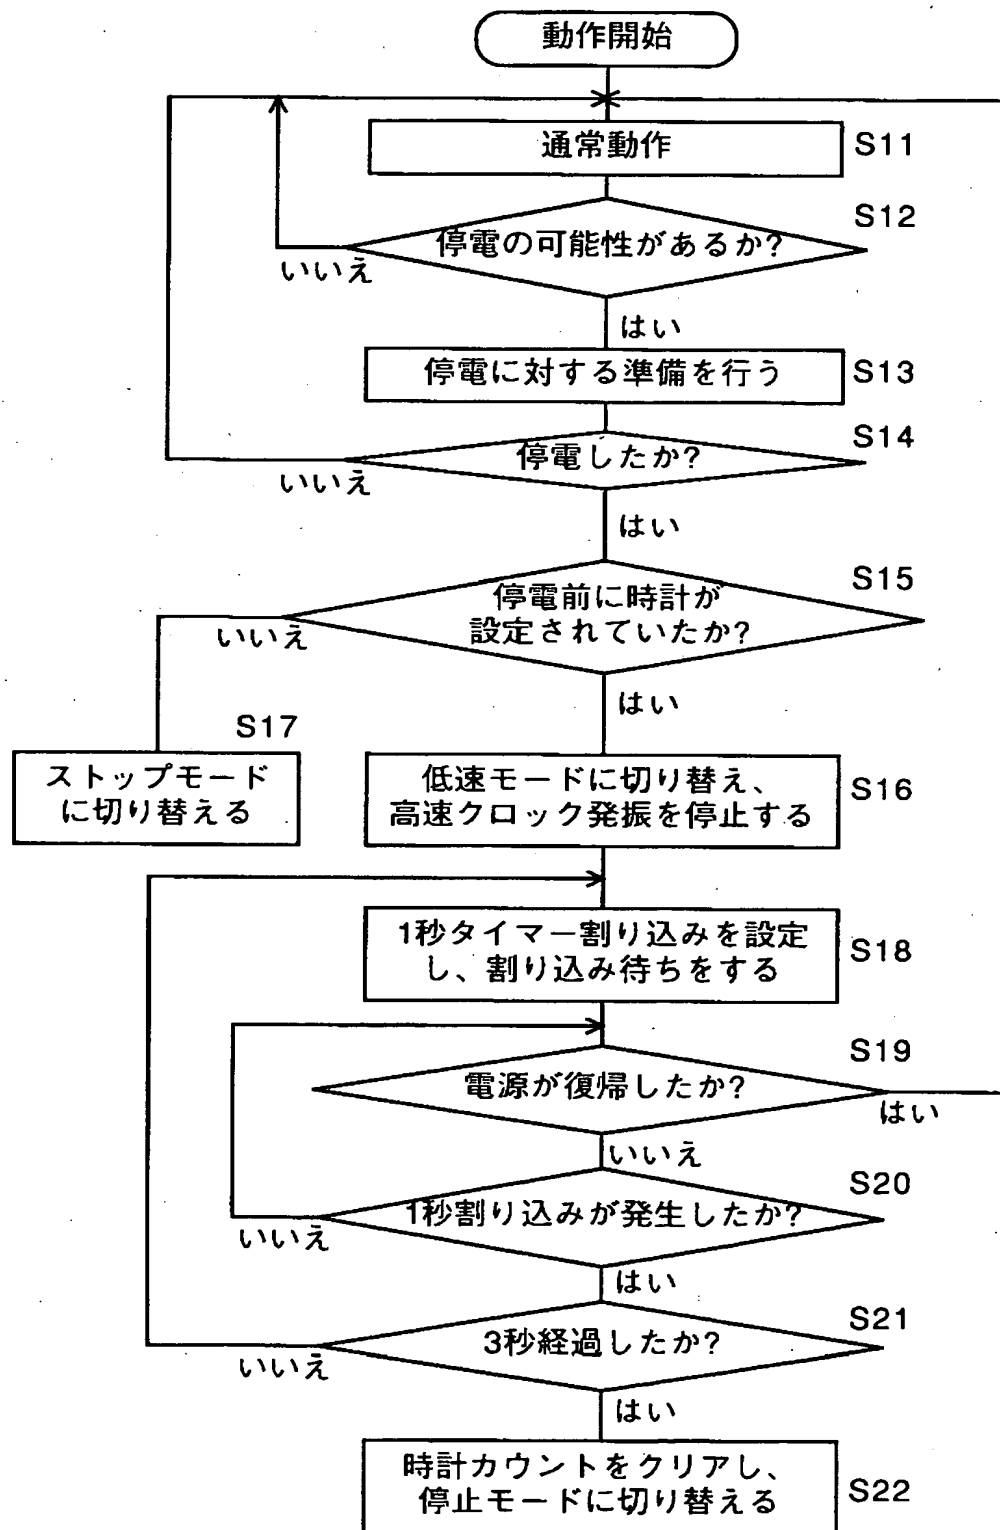 動作開始
通常動作
S11
S12
停電の可能性があるか?
いいえ
はい
停電に対する準備を行う
S13
S14
停電したか?
いいえ
はい
S15
停電前に時計が
設定されていたか?
いいえ
はい
S17
ストップモード
に切り替える
低速モードに切り替え、
高速クロック発振を停止する
S16
1秒タイマー割り込みを設定
し、割り込み待ちをする
S18
S19
電源が復帰したか?
はい
いいえ
S20
1秒割り込みが発生したか?
いいえ
はい
S21
3秒経過したか?
いいえ
はい
時計カウントをクリアし、
停止モードに切り替える
S22